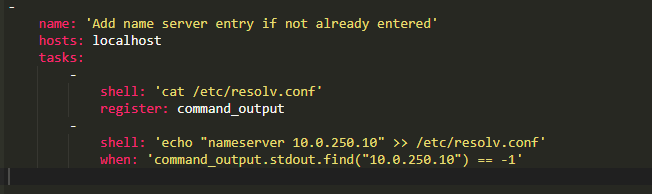 -
    name: 'Add name server entry if not already entered'
    hosts: localhost
    tasks:
        -
            shell: 'cat /etc/resolv.conf'
            register: command_output
        -
            shell: 'echo "nameserver 10.0.250.10" >> /etc/resolv.conf'
            when: 'command_output.stdout.find("10.0.250.10") == -1'